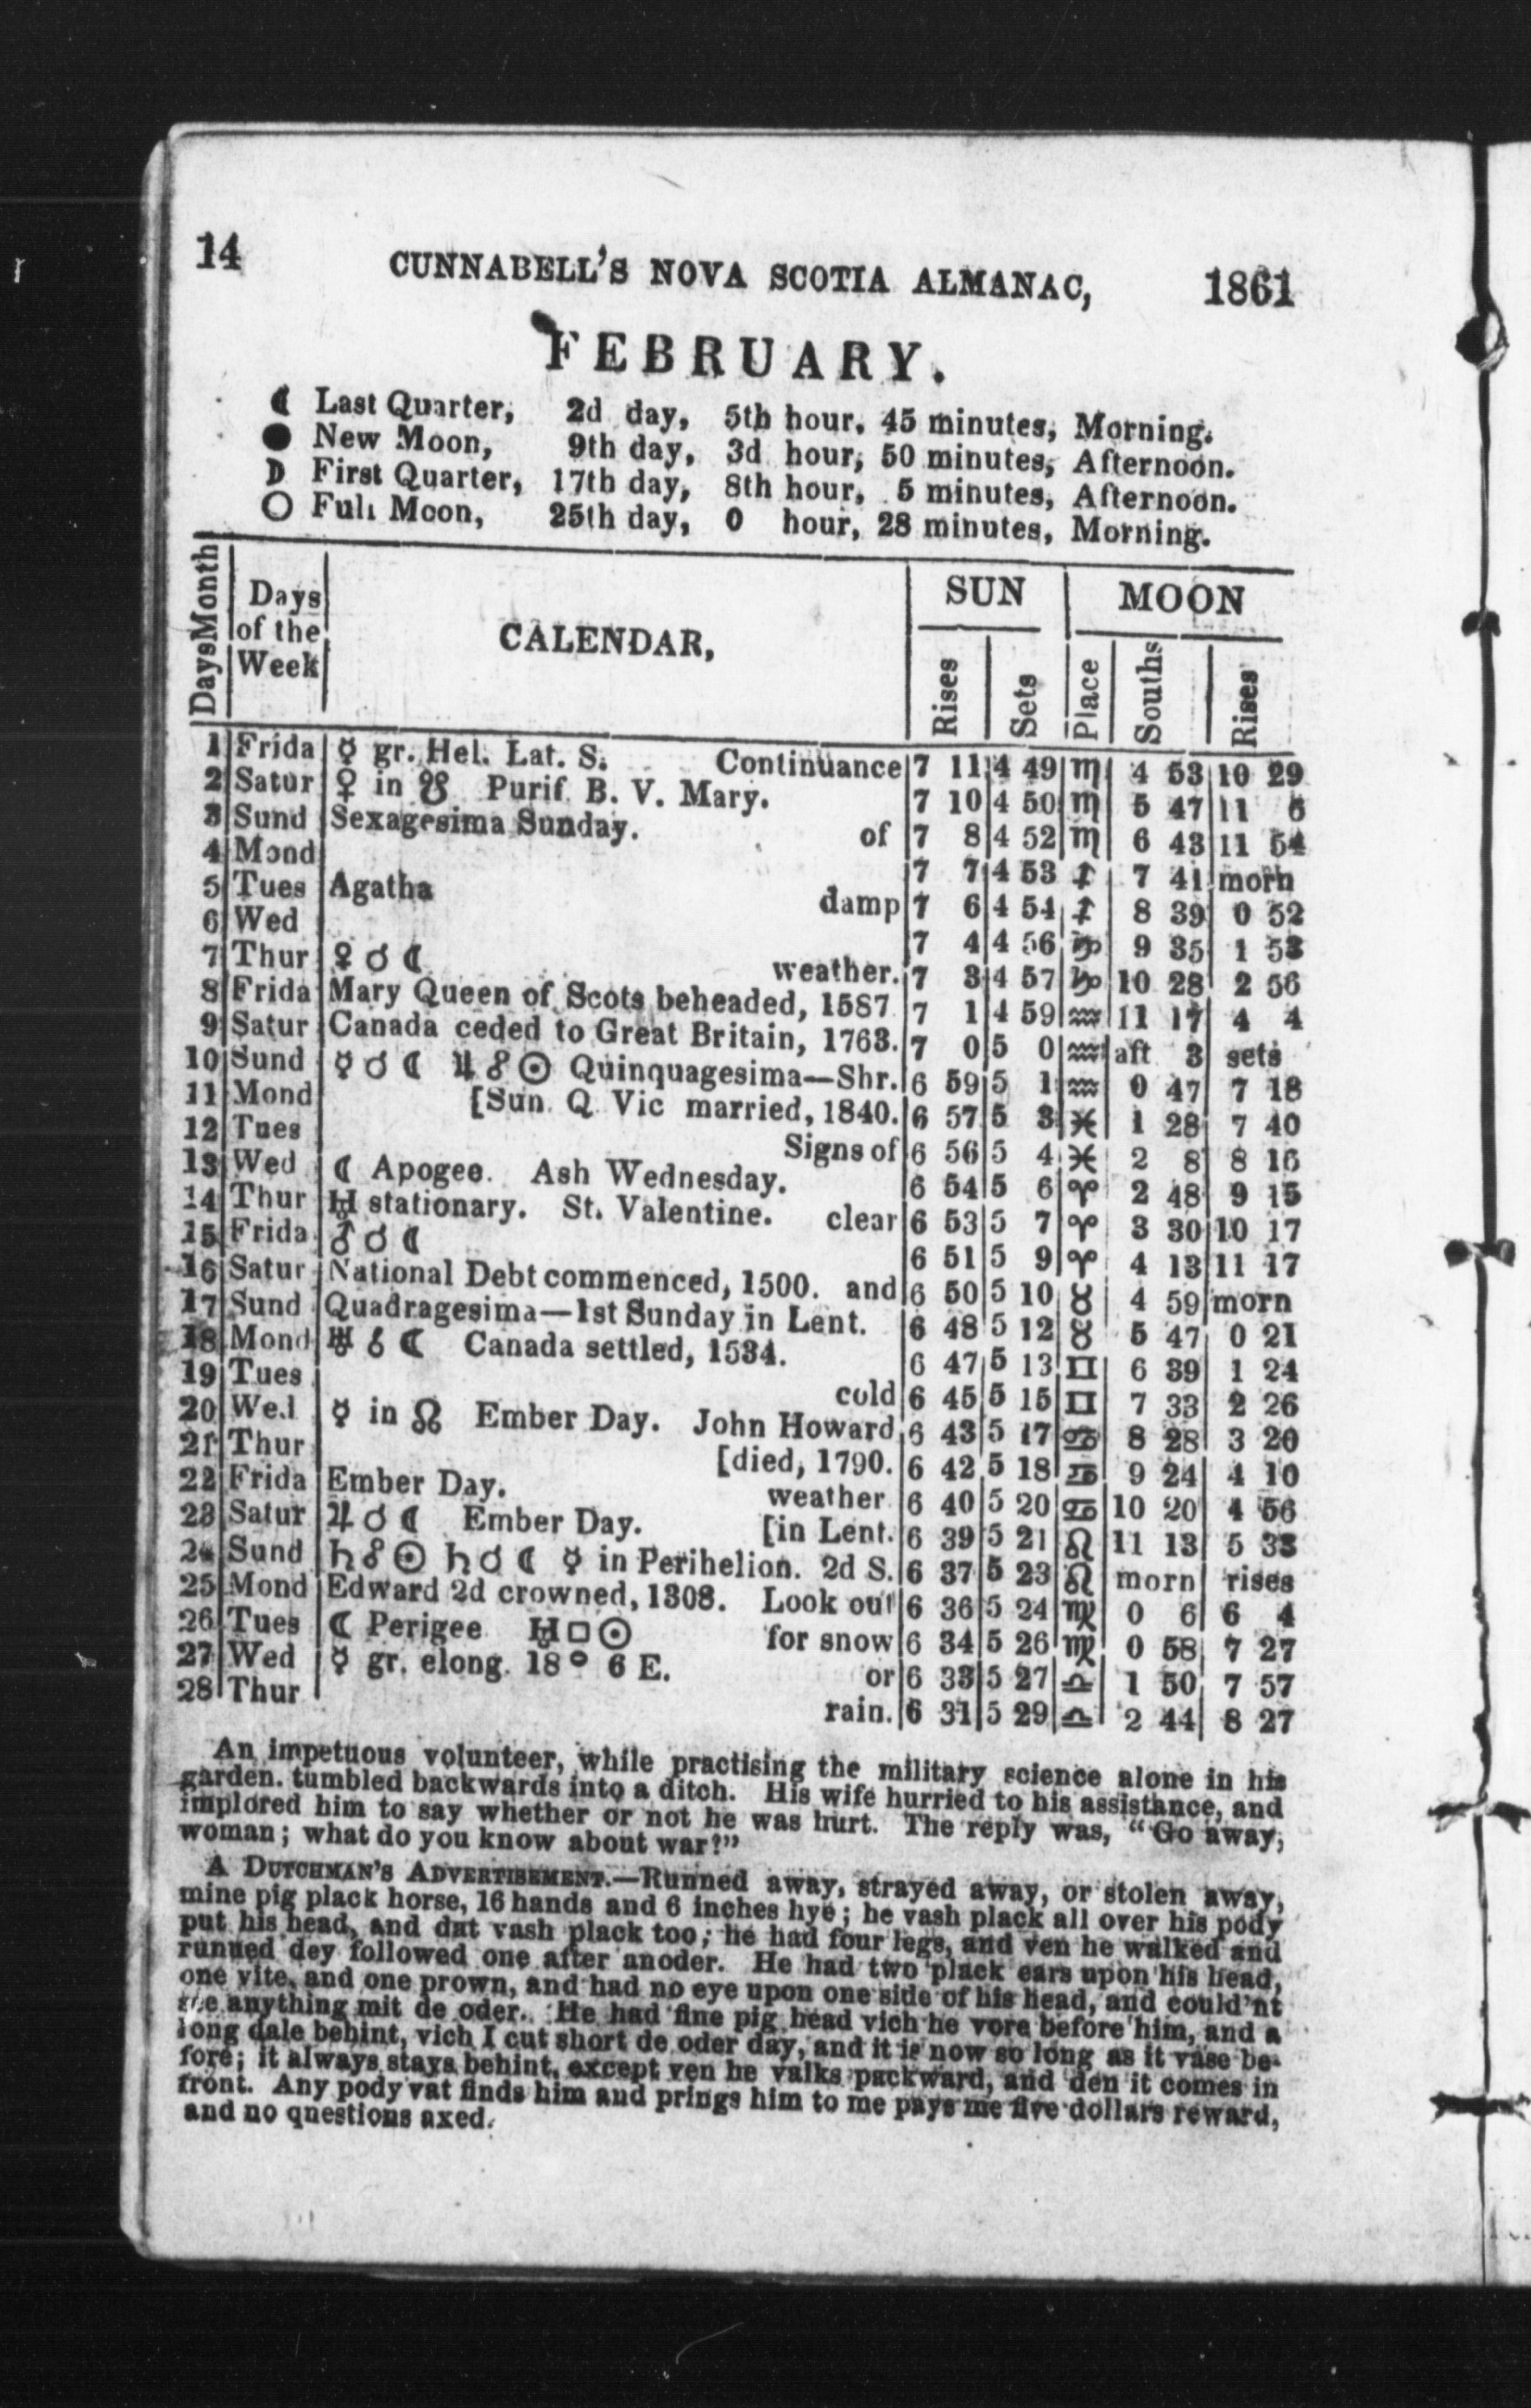 14 CUNNABELL'S NOVA SCOTIA ALMANAC, 1861
FEBRUARY.
☾ Last Quarter, 2d day, 5th hour, 45 minutes, Morning.
● New Moon, 9th day, 3d hour, 50 minutes, Afternoon.
☽ First Quarter, 17th day, 8th hour, 5 minutes, Afternoon.
○ Full Moon, 25th day, 0 hour, 28 minutes, Morning.
DaysMonth Days of the Week CALENDAR, SUN MOON
Rises Sets Place Souths Rises
1 Frida ☿ gr. Hel. Lat. S. Continuance 7 11 4 49 ♏ 4 53 10 29
2 Satur ♀ in ☋ Purif. B. V. Mary. 7 10 4 50 ♏ 5 47 11 6
3 Sund Sexagesima Sunday. of 7 8 4 52 ♏ 6 43 11 54
4 Mond 7 7 4 53 ♐ 7 41 morn
5 Tues Agatha damp 7 6 4 54 ♐ 8 39 0 52
6 Wed 7 4 4 56 ♑ 9 35 1 53
7 Thur ♀ ☌ ☾ weather. 7 3 4 57 ♑ 10 28 2 56
8 Frida Mary Queen of Scots beheaded, 1587 7 1 4 59 ♒ 11 17 4 4
9 Satur Canada ceded to Great Britain, 1763. 7 0 5 0 ♒ aft 3 sets
10 Sund ☿ ☌ ☾ ♃ ☍ ☉ Quinquagesima—Shr. 6 59 5 1 ♒ 0 47 7 18
11 Mond [Sun. Q Vic married, 1840. 6 57 5 3 ♓ 1 28 7 40
12 Tues Signs of 6 56 5 4 ♓ 2 8 8 16
13 Wed ☾ Apogee. Ash Wednesday. 6 54 5 6 ♈ 2 48 9 15
14 Thur ♅ stationary. St. Valentine. clear 6 53 5 7 ♈ 3 30 10 17
15 Frida ♂ ☌ ☾ 6 51 5 9 ♈ 4 13 11 17
16 Satur National Debt commenced, 1500. and 6 50 5 10 ♉ 4 59 morn
17 Sund Quadragesima—1st Sunday in Lent. 6 48 5 12 ♉ 5 47 0 21
18 Mond ♅ ☌ ☾ Canada settled, 1534. 6 47 5 13 ♊ 6 39 1 24
19 Tues cold 6 45 5 15 ♊ 7 33 2 26
20 Wed ☿ in ☊ Ember Day. John Howard 6 43 5 17 ♋ 8 28 3 20
21 Thur [died, 1790. 6 42 5 18 ♋ 9 24 4 10
22 Frida Ember Day. weather 6 40 5 20 ♋ 10 20 4 56
23 Satur ♃ ☌ ☾ Ember Day. [in Lent. 6 39 5 21 ♌ 11 13 5 33
24 Sund ♄ ☍ ☉ ♄ ☌ ☾ ☿ in Perihelion. 2d S. 6 37 5 23 ♌ morn rises
25 Mond Edward 2d crowned, 1308. Look out 6 36 5 24 ♍ 0 6 6 4
26 Tues ☾ Perigee ♅ □ ☉ for snow 6 34 5 26 ♍ 0 58 7 27
27 Wed ☿ gr. elong. 18° 6 E. or 6 33 5 27 ♎ 1 50 7 57
28 Thur rain. 6 31 5 29 ♎ 2 44 8 27
An impetuous volunteer, while practising the military science alone in his
garden. tumbled backwards into a ditch. His wife hurried to his assistance, and
implored him to say whether or not he was hurt. The reply was, "Go away,
woman; what do you know about war?"
A DUTCHMAN'S ADVERTISEMENT.—Runned away, strayed away, or stolen away,
mine pig plack horse, 16 hands and 6 inches hye; he vash plack all over his pody
put his head, and dat vash plack too; he had four legs, and ven he walked and
runned dey followed one after anoder. He had two plack ears upon his head,
one vite, and one prown, and had no eye upon one side of his head, and could'nt
see anything mit de oder. He had fine pig head vich he vore before him, and a
long dale behint, vich I cut short de oder day, and it is now so long as it vase be-
fore; it always stays behint, except ven he valks packward, and den it comes in
front. Any pody vat finds him and prings him to me pays me five dollars reward,
and no questions axed.